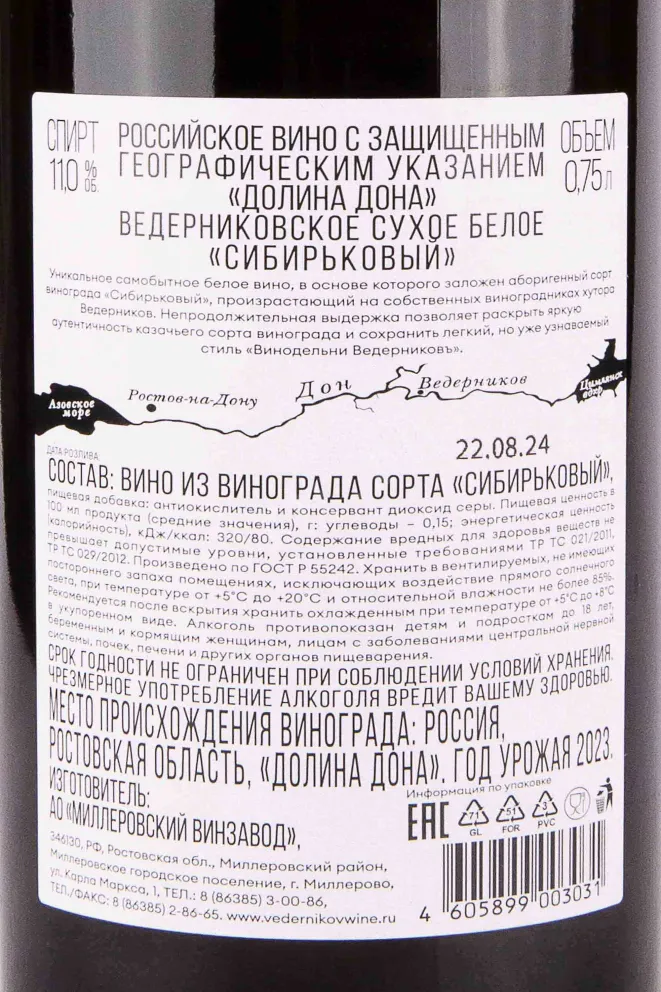 СПИРТ
11,0 % ОБ.
РОССИЙСКОЕ ВИНО С ЗАЩИЩЕННЫМ
ГЕОГРАФИЧЕСКИМ УКАЗАНИЕМ
«ДОЛИНА ДОНА»
ВЕДЕРНИКОВСКОЕ СУХОЕ БЕЛОЕ
«СИБИРЬКОВЫЙ»
ОБЪЕМ
0,75 л
Уникальное самобытное белое вино, в основе которого заложен аборигенный сорт
винограда «Сибирьковый», произрастающий на собственных виноградниках хутора
Ведерников. Непродолжительная выдержка позволяет раскрыть яркую
аутентичность казачьего сорта винограда и сохранить легкий, но уже узнаваемый
стиль «Винодельни Ведерниковъ».
Азовское
море
Ростов-на-Дону
Дон
Ведерников
Цимлянск
вдхр
ДАТА РОЗЛИВА:
22.08.24
СОСТАВ: ВИНО ИЗ ВИНОГРАДА СОРТА «СИБИРЬКОВЫЙ»,
пищевая добавка: антиокислитель и консервант диоксид серы. Пищевая ценность в
100 мл продукта (средние значения), г: углеводы – 0,15; энергетическая ценность
(калорийность), кДж/ккал: 320/80. Содержание вредных для здоровья веществ не
превышает допустимые уровни, установленные требованиями ТР ТС 021/2011,
ТР ТС 029/2012. Произведено по ГОСТ Р 55242. Хранить в вентилируемых, не имеющих
постороннего запаха помещениях, исключающих воздействие прямого солнечного
света, при температуре от +5°С до +20°С и относительной влажности не более 85%.
Рекомендуется после вскрытия хранить охлажденным при температуре от +5°С до +8°С
в укупоренном виде. Алкоголь противопоказан детям и подросткам до 18 лет,
беременным и кормящим женщинам, лицам с заболеваниями центральной нервной
системы, почек, печени и других органов пищеварения.
СРОК ГОДНОСТИ НЕ ОГРАНИЧЕН ПРИ СОБЛЮДЕНИИ УСЛОВИЙ ХРАНЕНИЯ.
ЧРЕЗМЕРНОЕ УПОТРЕБЛЕНИЕ АЛКОГОЛЯ ВРЕДИТ ВАШЕМУ ЗДОРОВЬЮ.
МЕСТО ПРОИСХОЖДЕНИЯ ВИНОГРАДА: РОССИЯ,
РОСТОВСКАЯ ОБЛАСТЬ, «ДОЛИНА ДОНА». ГОД УРОЖАЯ 2023.
ИЗГОТОВИТЕЛЬ:
АО «МИЛЛЕРОВСКИЙ ВИНЗАВОД»,
346130, РФ, Ростовская обл., Миллеровский район,
Миллеровское городское поселение, г. Миллерово,
ул. Карла Маркса, 1, ТЕЛ.: 8 (86385) 3-00-86,
ТЕЛ./ФАКС: 8 (86385) 2-86-65. www.vedernikovwine.ru
Информация по упаковке
EAC
71
GL
51
FOR
3
PVC
4 605899 003031